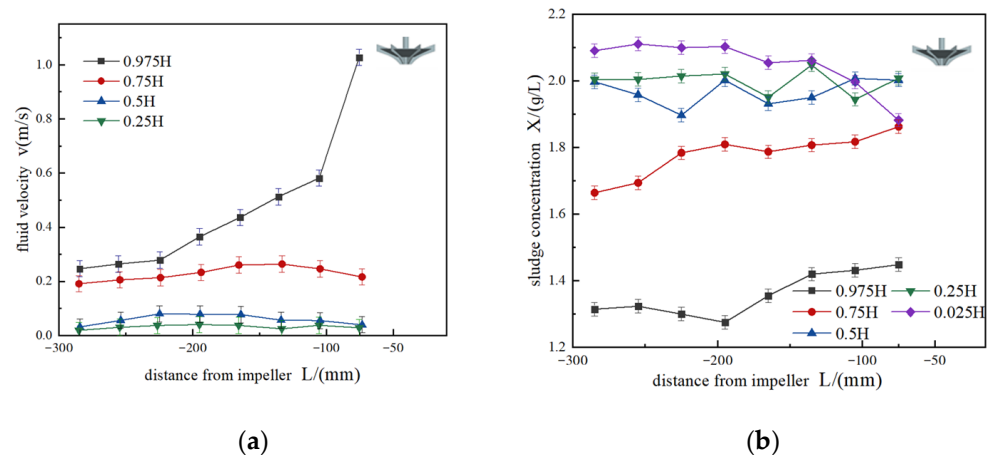 1.0
0.8
0.6
0.4
0.2
0.0
fluid velocity v(m/s)
0.975H
0.75H
0.5H
0.25H
−300
−200
−100
−50
distance from impeller L/(mm)
(a)
2.2
2.0
1.8
1.6
1.4
1.2
sludge concentration X/(g/L)
0.975H
0.75H
0.5H
0.25H
0.025H
−300
−200
−100
−50
distance from impeller L/(mm)
(b)